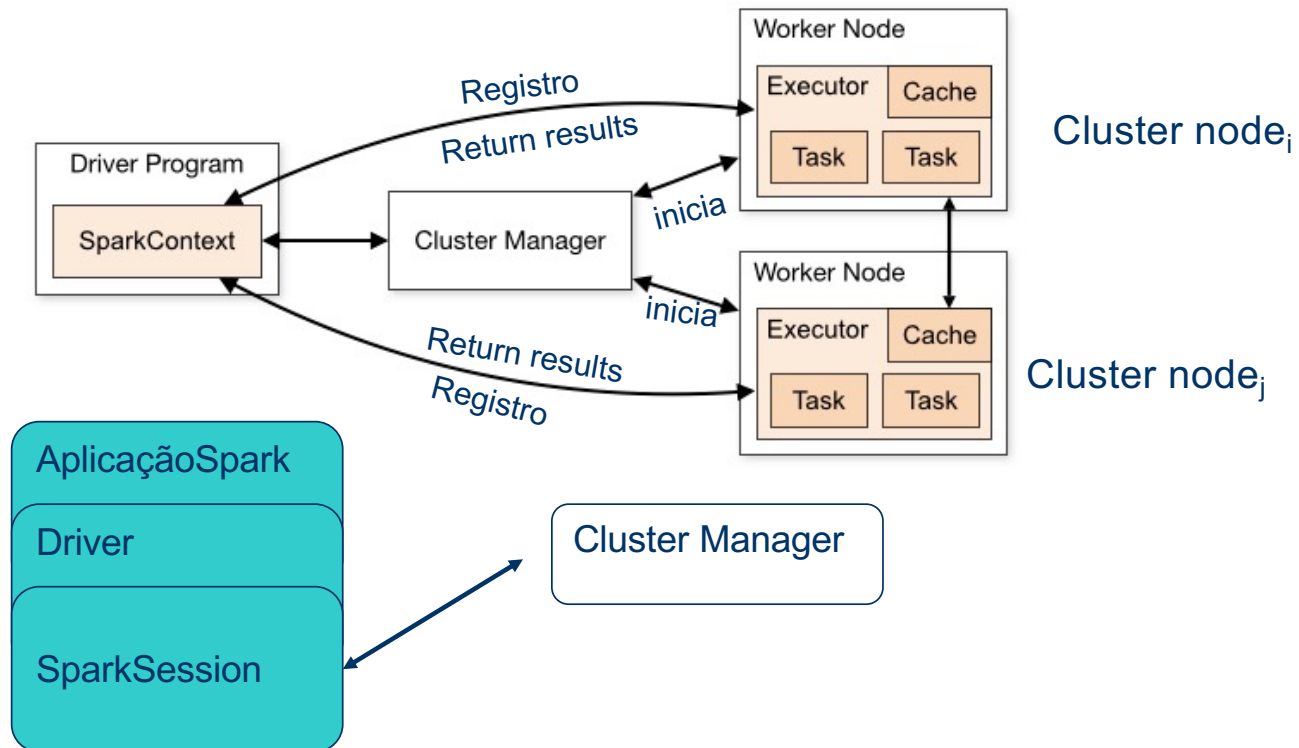 Worker Node
Executor
Cache
Task
Task
Cluster nodeᵢ
Registro
Return results
Driver Program
SparkContext
Cluster Manager
inicia
inicia
Worker Node
Executor
Cache
Task
Task
Cluster nodeⱼ
Return results
Registro
AplicaçãoSpark
Driver
SparkSession
Cluster Manager